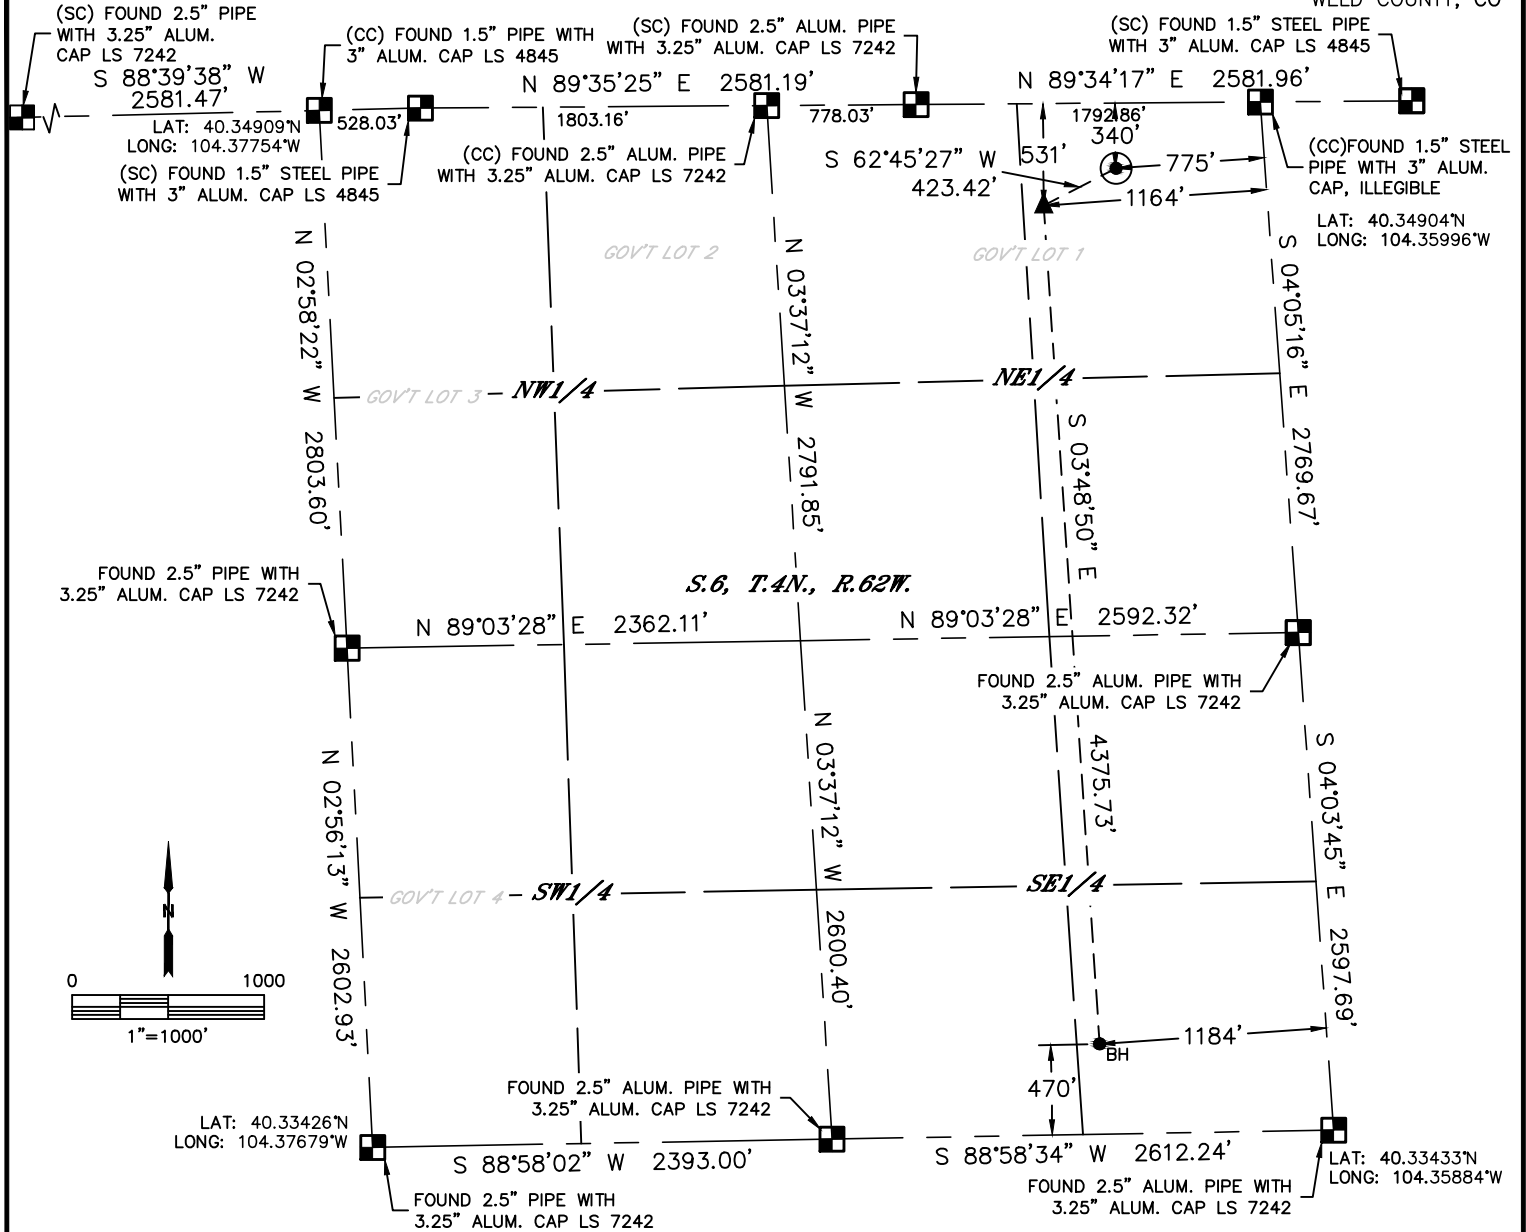 WELD COUNTY, CO
(SC) FOUND 2.5" PIPE
WITH 3.25" ALUM.
CAP LS 7242
(CC) FOUND 1.5" PIPE WITH
3" ALUM. CAP LS 4845
(SC) FOUND 2.5" ALUM. PIPE
WITH 3.25" ALUM. CAP LS 7242
(SC) FOUND 1.5" STEEL PIPE
WITH 3" ALUM. CAP LS 4845
S 88°39'38" W
2581.47'
N 89°35'25" E 2581.19'
N 89°34'17" E 2581.96'
LAT: 40.34909°N
LONG: 104.37754°W
528.03'
1803.16'
778.03'
1792.86'
340'
(SC) FOUND 1.5" STEEL PIPE
WITH 3" ALUM. CAP LS 4845
(CC) FOUND 2.5" ALUM. PIPE
WITH 3.25" ALUM. CAP LS 7242
S 62°45'27" W
423.42'
531'
775'
1164'
(CC)FOUND 1.5" STEEL
PIPE WITH 3" ALUM.
CAP, ILLEGIBLE
LAT: 40.34904°N
LONG: 104.35996°W
GOV'T LOT 2
GOV'T LOT 1
N 02°58'22" W 2803.60'
N 03°37'12" W 2791.85'
S 04°05'16" E 2769.67'
GOV'T LOT 3
NW1/4
NE1/4
S 03°48'50" E
4375.73'
FOUND 2.5" PIPE WITH
3.25" ALUM. CAP LS 7242
S.6, T.4N., R.62W.
N 89°03'28" E 2362.11'
N 89°03'28" E 2592.32'
FOUND 2.5" ALUM. PIPE WITH
3.25" ALUM. CAP LS 7242
N 02°56'13" W 2602.93'
N 03°37'12" W 2600.40'
S 04°03'45" E 2597.69'
GOV'T LOT 4
SW1/4
SE1/4
N
0 1000
1"=1000'
BH
1184'
470'
FOUND 2.5" ALUM. PIPE WITH
3.25" ALUM. CAP LS 7242
LAT: 40.33426°N
LONG: 104.37679°W
S 88°58'02" W 2393.00'
S 88°58'34" W 2612.24'
LAT: 40.33433°N
LONG: 104.35884°W
FOUND 2.5" PIPE WITH
3.25" ALUM. CAP LS 7242
FOUND 2.5" ALUM. PIPE WITH
3.25" ALUM. CAP LS 7242